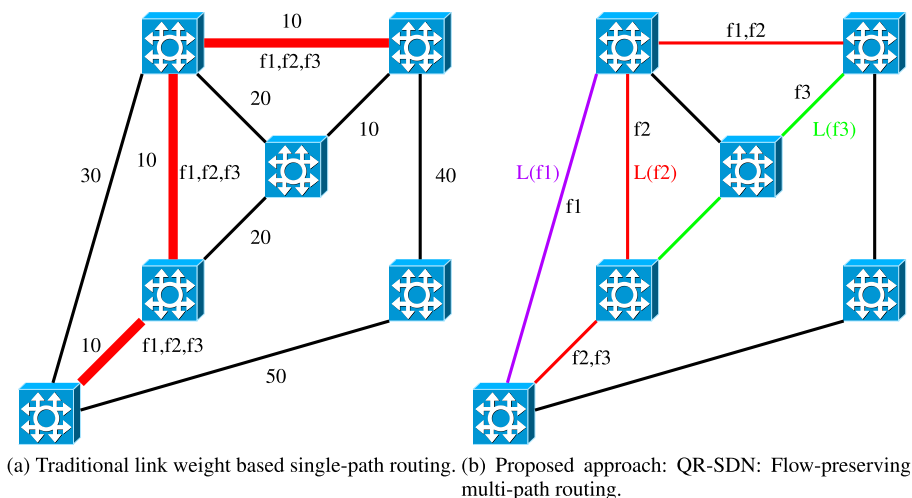 10
f1,f2,f3
20
10
10
f1,f2,f3
30
40
20
10
f1,f2,f3
50
(a) Traditional link weight based single-path routing.
f1,f2
f3
L(f3)
f2
L(f1)
L(f2)
f1
f2,f3
(b) Proposed approach: QR-SDN: Flow-preserving
multi-path routing.